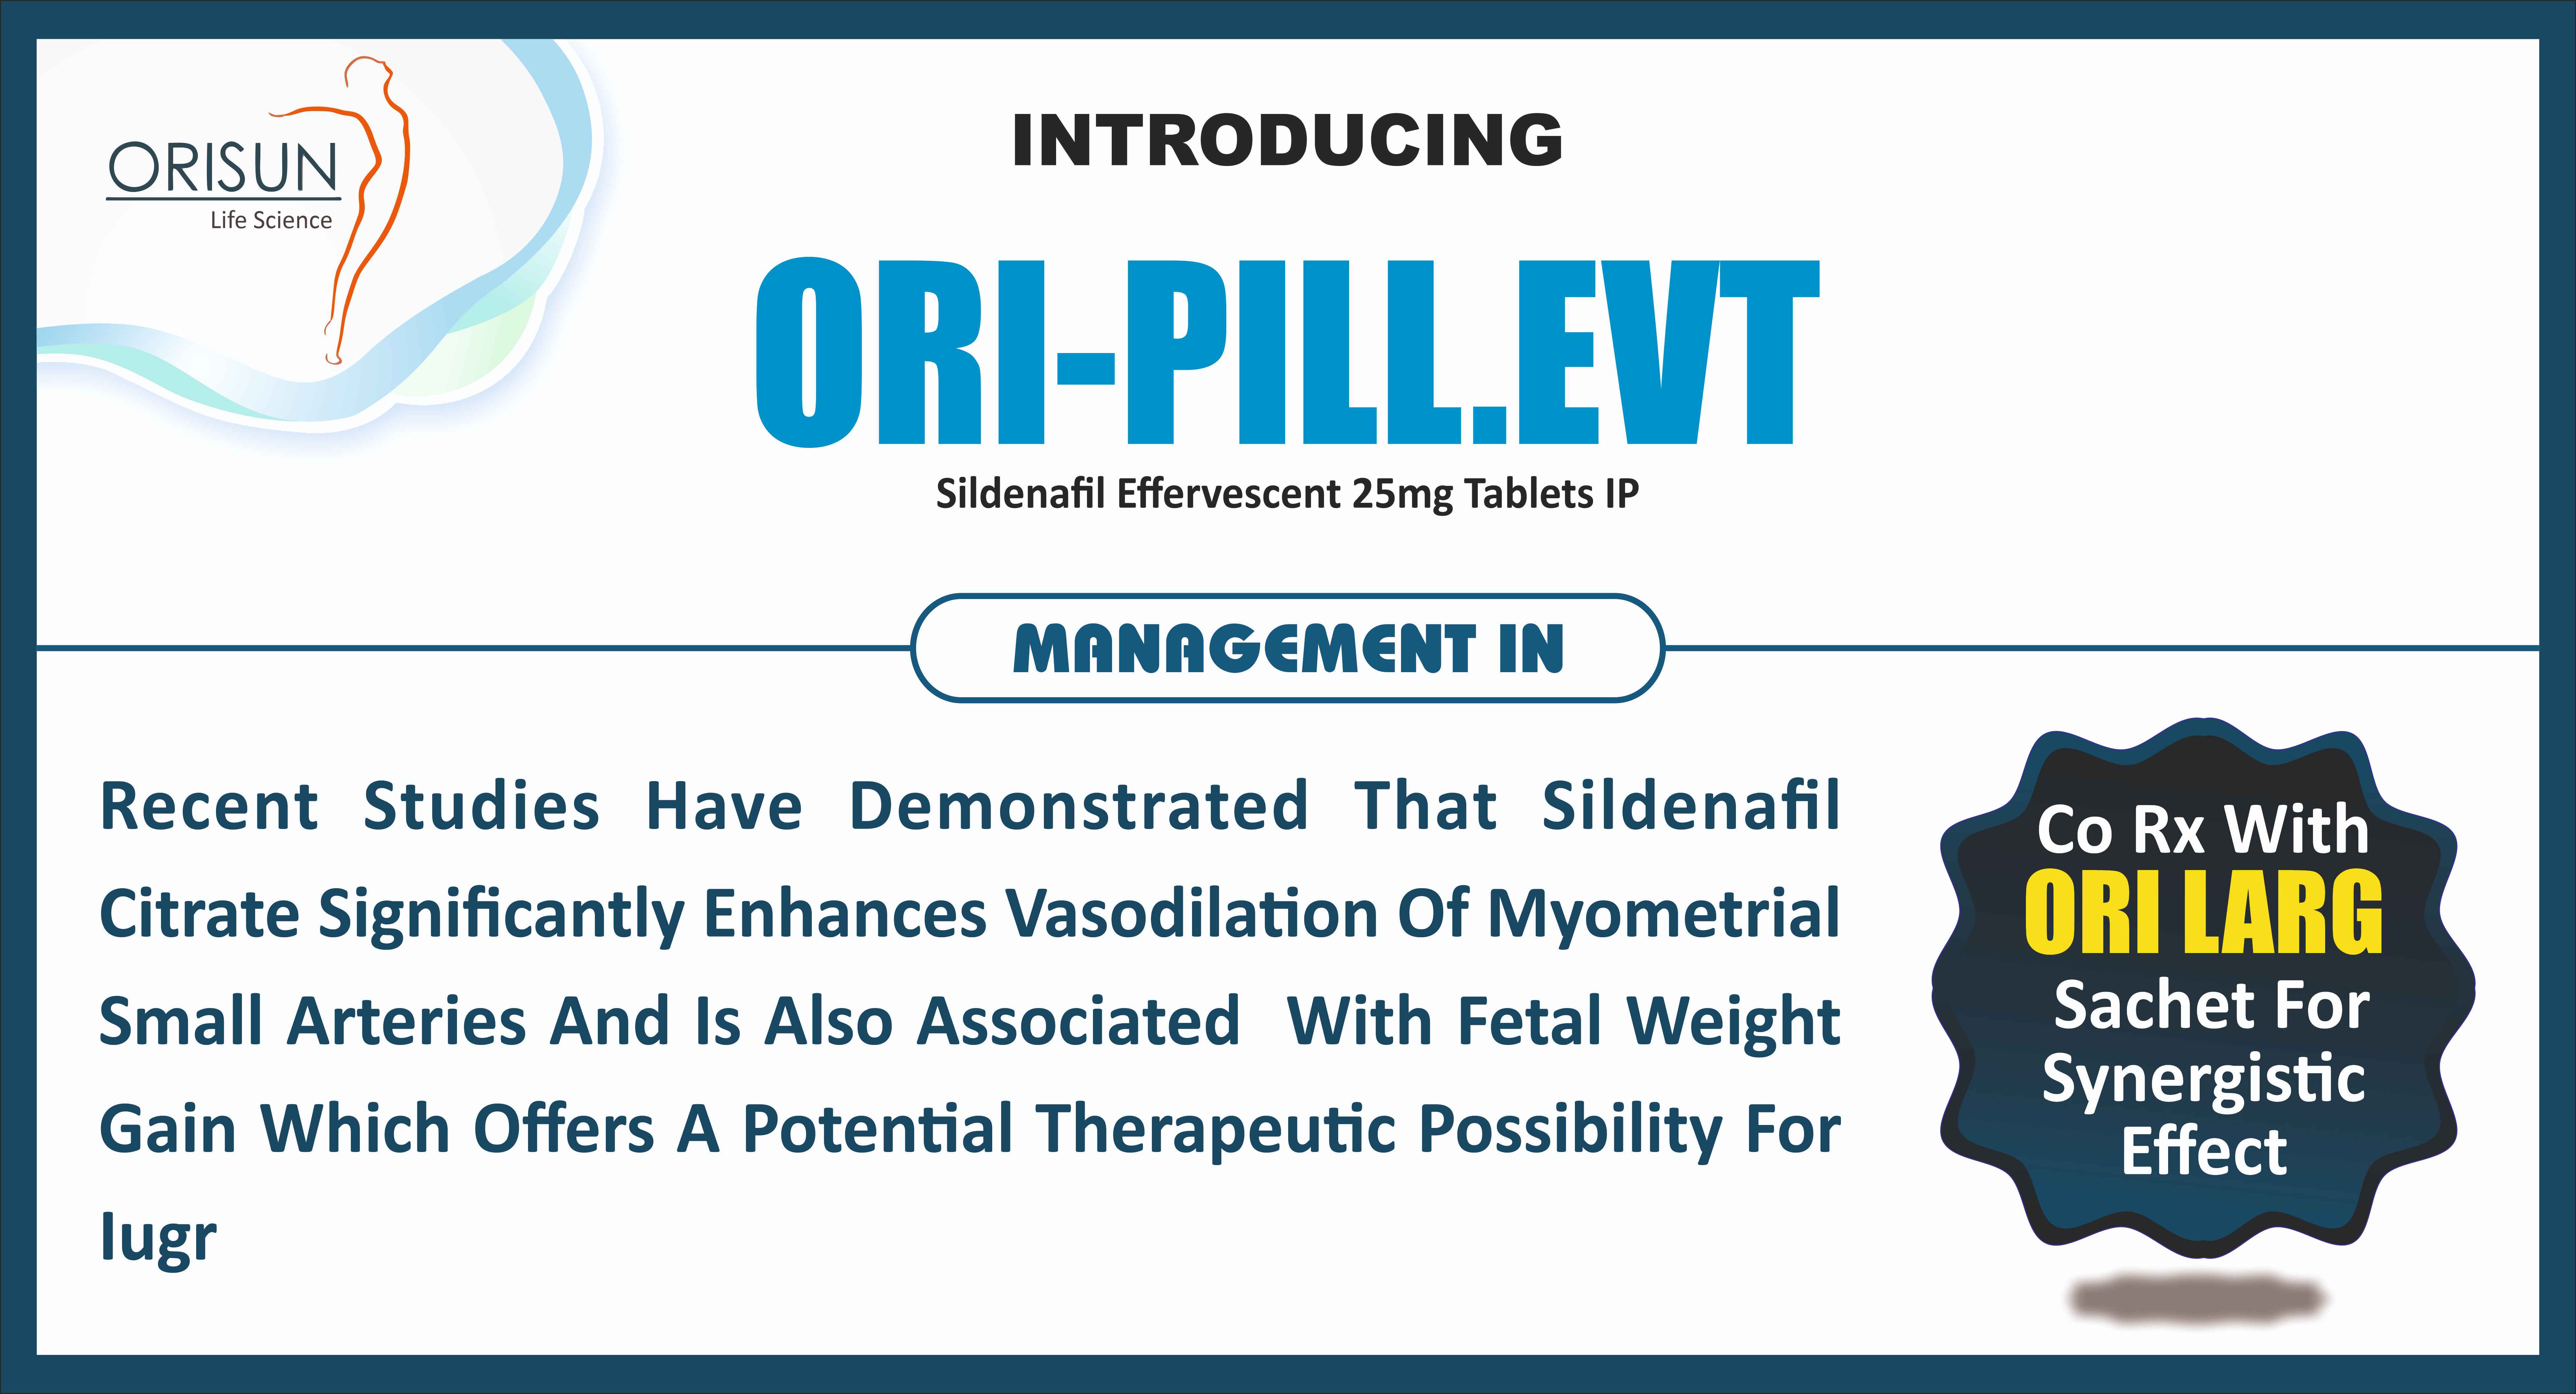 ORISUN
Life Science
INTRODUCING
ORI-PILL.EVT
Sildenafil Effervescent 25mg Tablets IP
MANAGEMENT IN
Recent Studies Have Demonstrated That Sildenafil
Citrate Significantly Enhances Vasodilation Of Myometrial
Small Arteries And Is Also Associated With Fetal Weight
Gain Which Offers A Potential Therapeutic Possibility For
Iugr
Co Rx With
ORI LARG
Sachet For
Synergistic
Effect